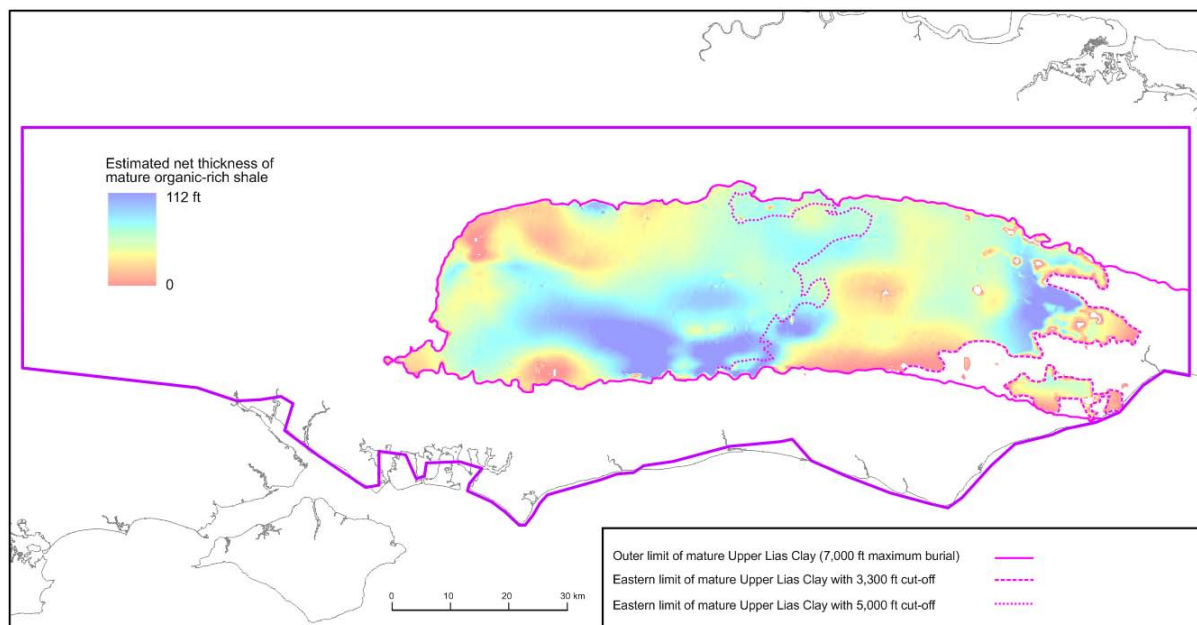 Estimated net thickness of
mature organic-rich shale
112 ft
0
Outer limit of mature Upper Lias Clay (7,000 ft maximum burial)
Eastern limit of mature Upper Lias Clay with 3,300 ft cut-off
Eastern limit of mature Upper Lias Clay with 5,000 ft cut-off
0 10 20 30 km